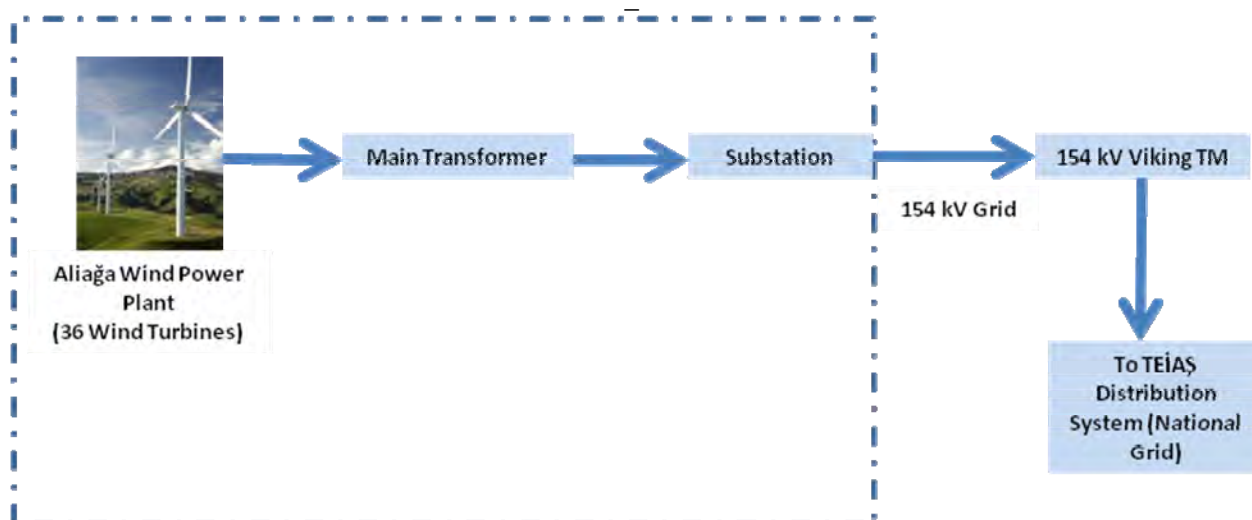 Main Transformer
Substation
154 kV Viking TM
154 kV Grid
Aliağa Wind Power
Plant
(36 Wind Turbines)
To TEİAŞ
Distribution
System (National
Grid)